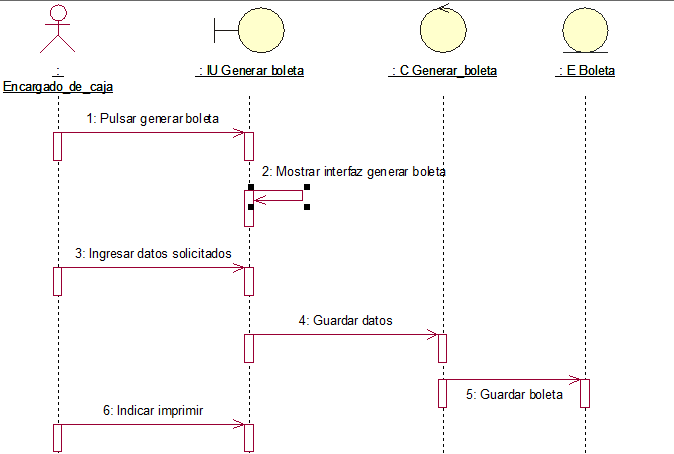 :
Encargado_de_caja
: IU Generar boleta
: C Generar_boleta
: E Boleta
1: Pulsar generar boleta
2: Mostrar interfaz generar boleta
3: Ingresar datos solicitados
4: Guardar datos
5: Guardar boleta
6: Indicar imprimir